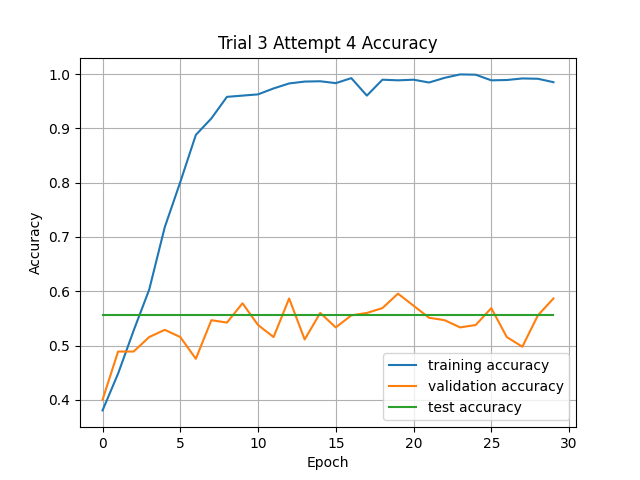 Trial 3 Attempt 4 Accuracy
1.0
0.9
0.8
0.7
0.6
0.5
0.4
Accuracy
training accuracy
validation accuracy
test accuracy
0 5 10 15 20 25 30
Epoch